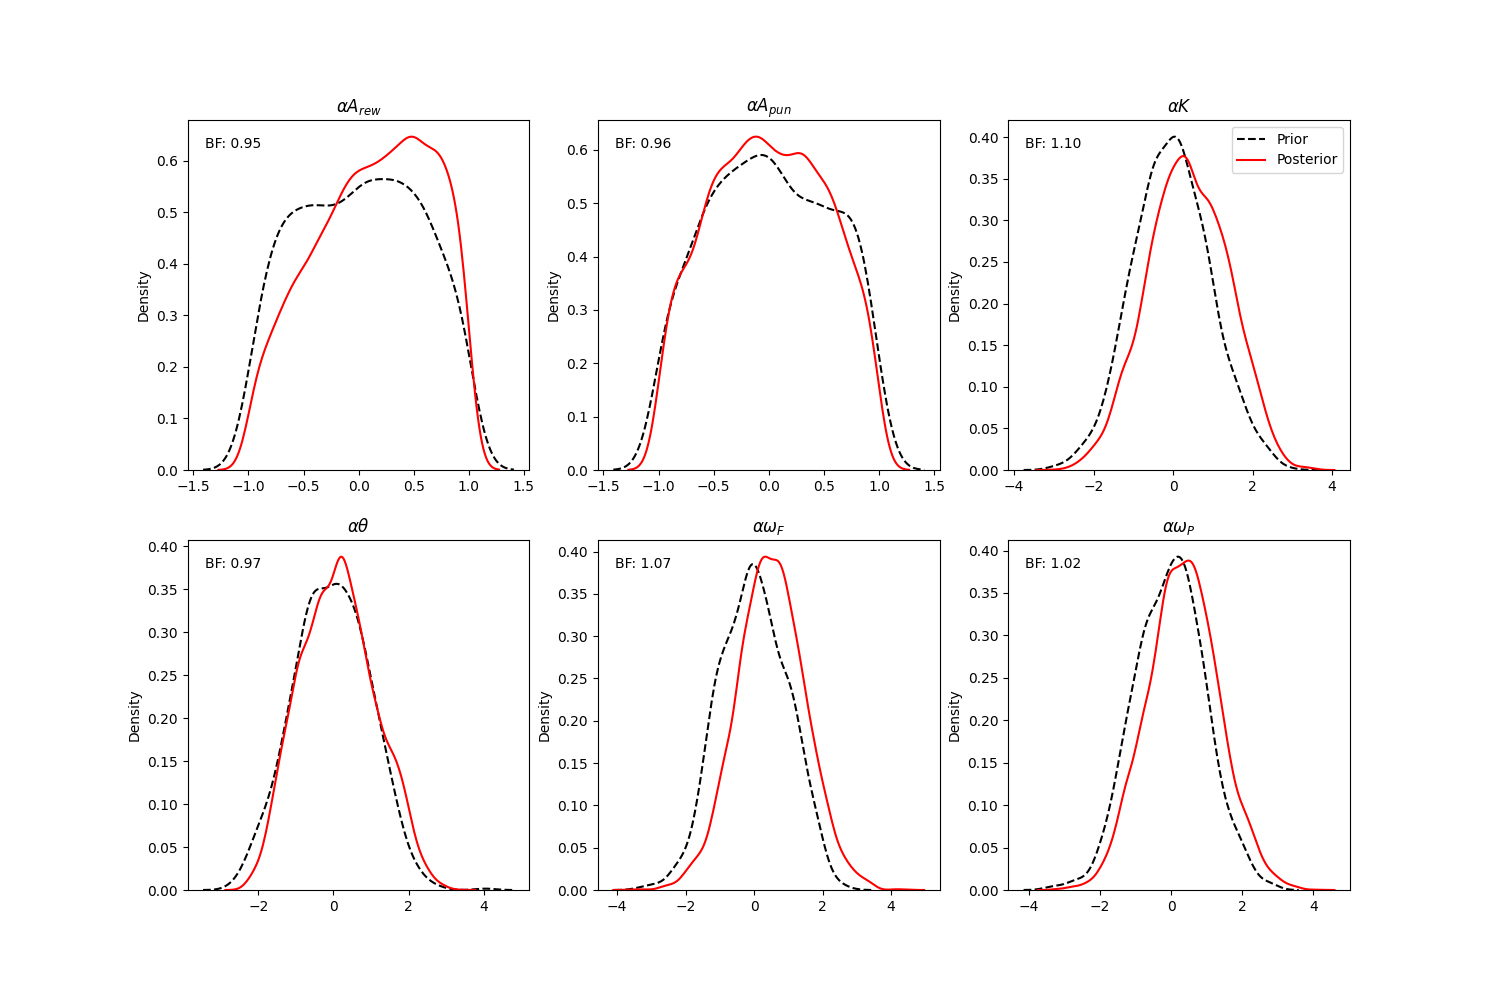 αA_rew
BF: 0.95
Density
0.0 0.1 0.2 0.3 0.4 0.5 0.6
−1.5 −1.0 −0.5 0.0 0.5 1.0 1.5
αA_pun
BF: 0.96
Density
0.0 0.1 0.2 0.3 0.4 0.5 0.6
−1.5 −1.0 −0.5 0.0 0.5 1.0 1.5
αK
BF: 1.10
Prior
Posterior
Density
0.00 0.05 0.10 0.15 0.20 0.25 0.30 0.35 0.40
−4 −2 0 2 4
αθ
BF: 0.97
Density
0.00 0.05 0.10 0.15 0.20 0.25 0.30 0.35 0.40
−2 0 2 4
αω_F
BF: 1.07
Density
0.00 0.05 0.10 0.15 0.20 0.25 0.30 0.35 0.40
−4 −2 0 2 4
αω_P
BF: 1.02
Density
0.00 0.05 0.10 0.15 0.20 0.25 0.30 0.35 0.40
−4 −2 0 2 4